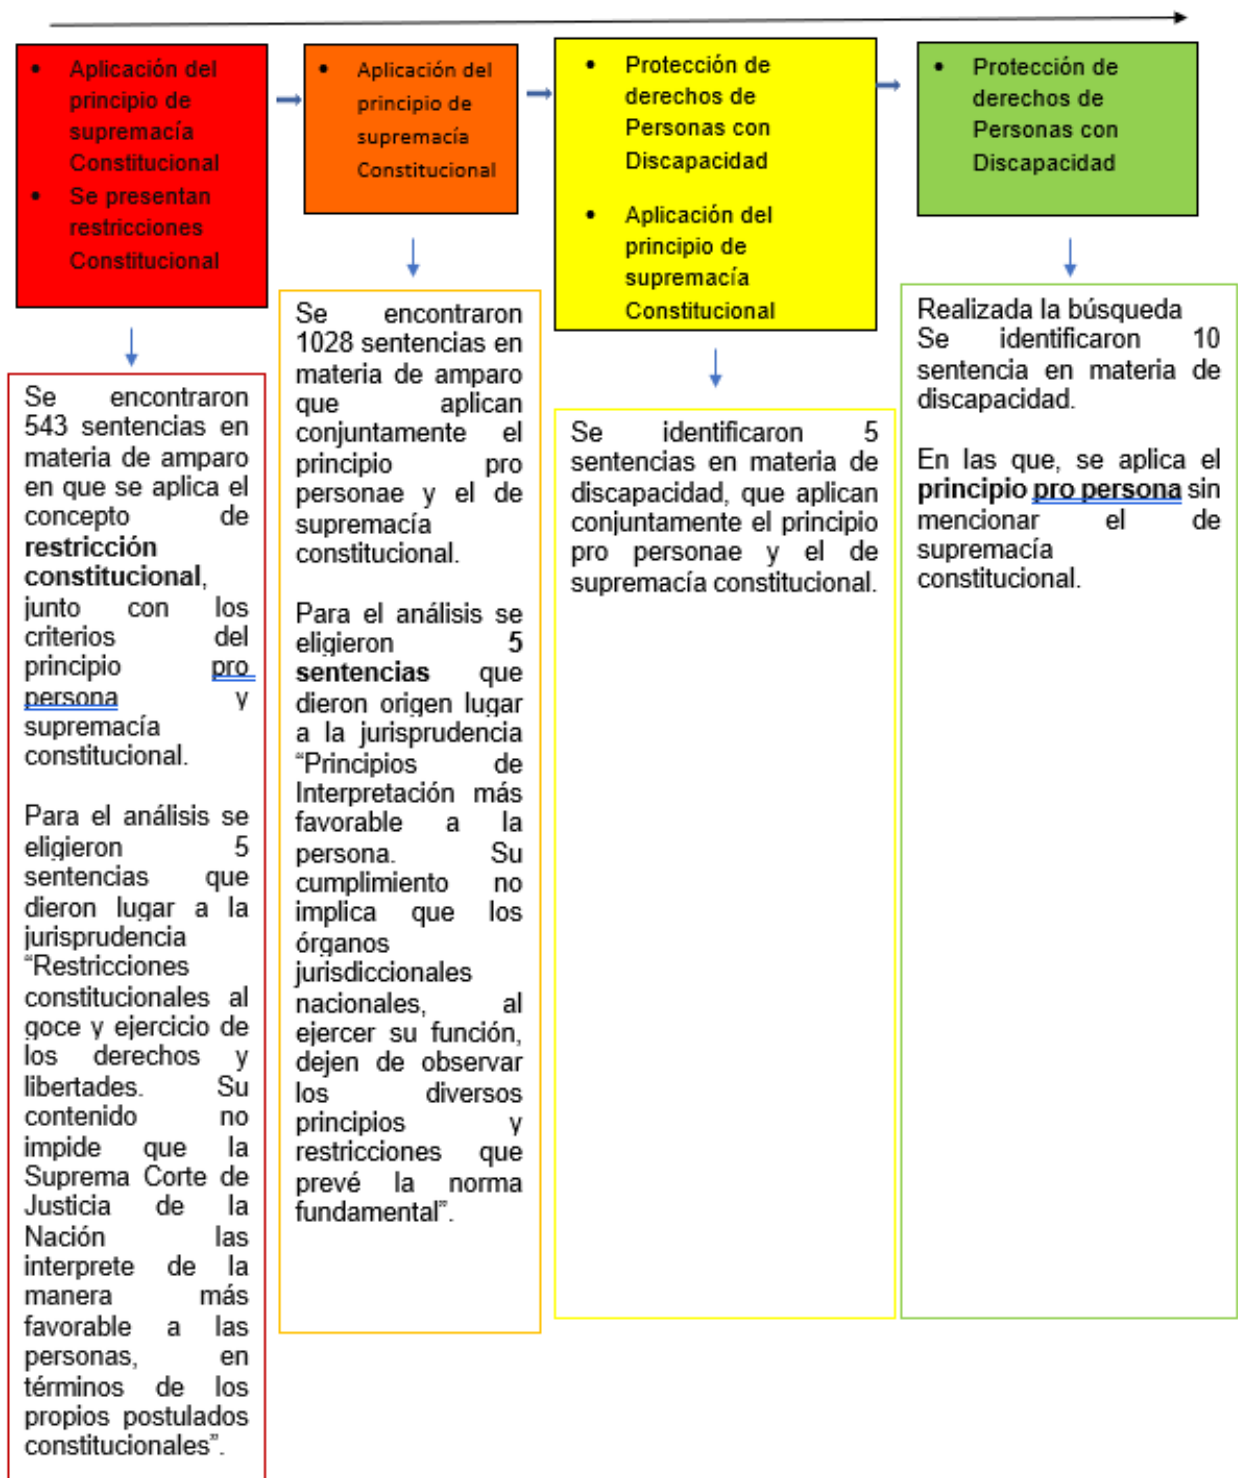 • Aplicación del
principio de
supremacía
Constitucional
• Se presentan
restricciones
Constitucional
• Aplicación del
principio de
supremacía
Constitucional
• Protección de
derechos de
Personas con
Discapacidad
• Aplicación del
principio de
supremacía
Constitucional
• Protección de
derechos de
Personas con
Discapacidad
Se encontraron
543 sentencias en
materia de amparo
en que se aplica el
concepto de
restricción
constitucional,
junto con los
criterios del
principio pro
persona y
supremacía
constitucional.
Para el análisis se
eligieron 5
sentencias que
dieron lugar a la
jurisprudencia
“Restricciones
constitucionales al
goce y ejercicio de
los derechos y
libertades. Su
contenido no
impide que la
Suprema Corte de
Justicia de la
Nación las
interprete de la
manera más
favorable a las
personas, en
términos de los
propios postulados
constitucionales”.
Se encontraron
1028 sentencias en
materia de amparo
que aplican
conjuntamente el
principio pro
personae y el de
supremacía
constitucional.
Para el análisis se
eligieron 5
sentencias que
dieron origen lugar
a la jurisprudencia
“Principios de
Interpretación más
favorable a la
persona. Su
cumplimiento no
implica que los
órganos
jurisdiccionales
nacionales, al
ejercer su función,
dejen de observar
los diversos
principios y
restricciones que
prevé la norma
fundamental”.
Se identificaron 5
sentencias en materia de
discapacidad, que aplican
conjuntamente el principio
pro personae y el de
supremacía constitucional.
Realizada la búsqueda
Se identificaron 10
sentencia en materia de
discapacidad.
En las que, se aplica el
principio pro persona sin
mencionar el de
supremacía
constitucional.